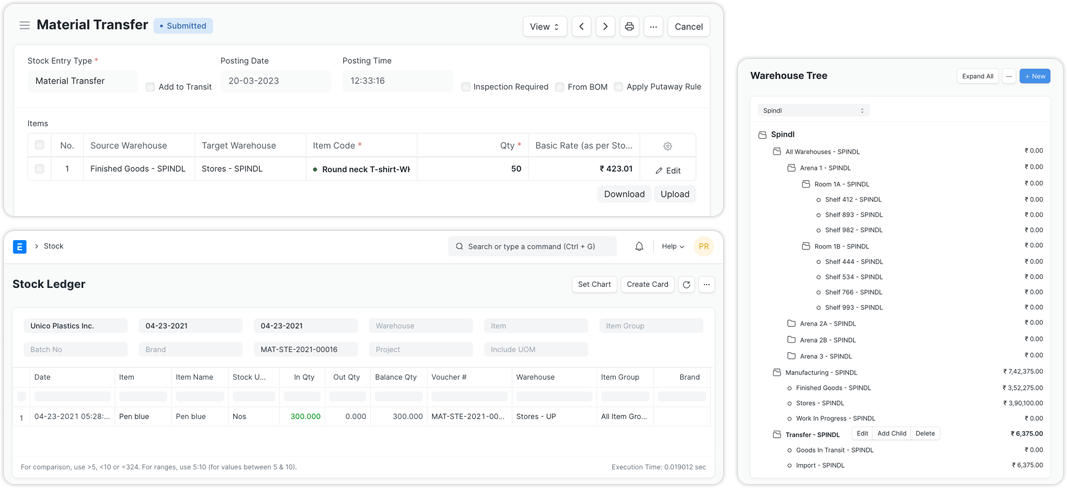 Material Transfer
• Submitted
View
Cancel
Stock Entry Type *
Posting Date
Posting Time
Material Transfer
Add to Transit
20-03-2023
12:33:16
Inspection Required
From BOM
Apply Putaway Rule
Items
No. Source Warehouse Target Warehouse Item Code * Qty * Basic Rate (as per Sto...
1 Finished Goods - SPINDL Stores - SPINDL Round neck T-shirt-WH 50 ₹ 423.01 Edit
Download Upload
E > Stock
Search or type a command (Ctrl + G)
Help
PR
Stock Ledger
Set Chart Create Card
Unico Plastics Inc. 04-23-2021 04-23-2021 Warehouse Item Item Group
Batch No Brand MAT-STE-2021-00016 Project Include UOM
Date Item Item Name Stock U... In Qty Out Qty Balance Qty Voucher # Warehouse Item Group Brand
1 04-23-2021 05:28:... Pen blue Pen blue Nos 300.000 0.000 300.000 MAT-STE-2021-00... Stores - UP All Item Gro...
For comparison, use >5, <10 or =324. For ranges, use 5:10 (for values between 5 & 10).
Execution Time: 0.019012 sec
Warehouse Tree
Expand All
+ New
Spindl
Spindl
All Warehouses - SPINDL ₹ 0.00
Arena 1 - SPINDL ₹ 0.00
Room 1A - SPINDL ₹ 0.00
Shelf 412 - SPINDL ₹ 0.00
Shelf 893 - SPINDL ₹ 0.00
Shelf 982 - SPINDL ₹ 0.00
Room 1B - SPINDL ₹ 0.00
Shelf 444 - SPINDL ₹ 0.00
Shelf 534 - SPINDL ₹ 0.00
Shelf 766 - SPINDL ₹ 0.00
Shelf 993 - SPINDL ₹ 0.00
Arena 2A - SPINDL ₹ 0.00
Arena 2B - SPINDL ₹ 0.00
Arena 3 - SPINDL ₹ 0.00
Manufacturing - SPINDL ₹ 7,42,375.00
Finished Goods - SPINDL ₹ 3,52,275.00
Stores - SPINDL ₹ 3,90,100.00
Work In Progress - SPINDL ₹ 0.00
Transfer - SPINDL Edit Add Child Delete ₹ 6,375.00
Goods In Transit - SPINDL ₹ 0.00
Import - SPINDL ₹ 6,375.00